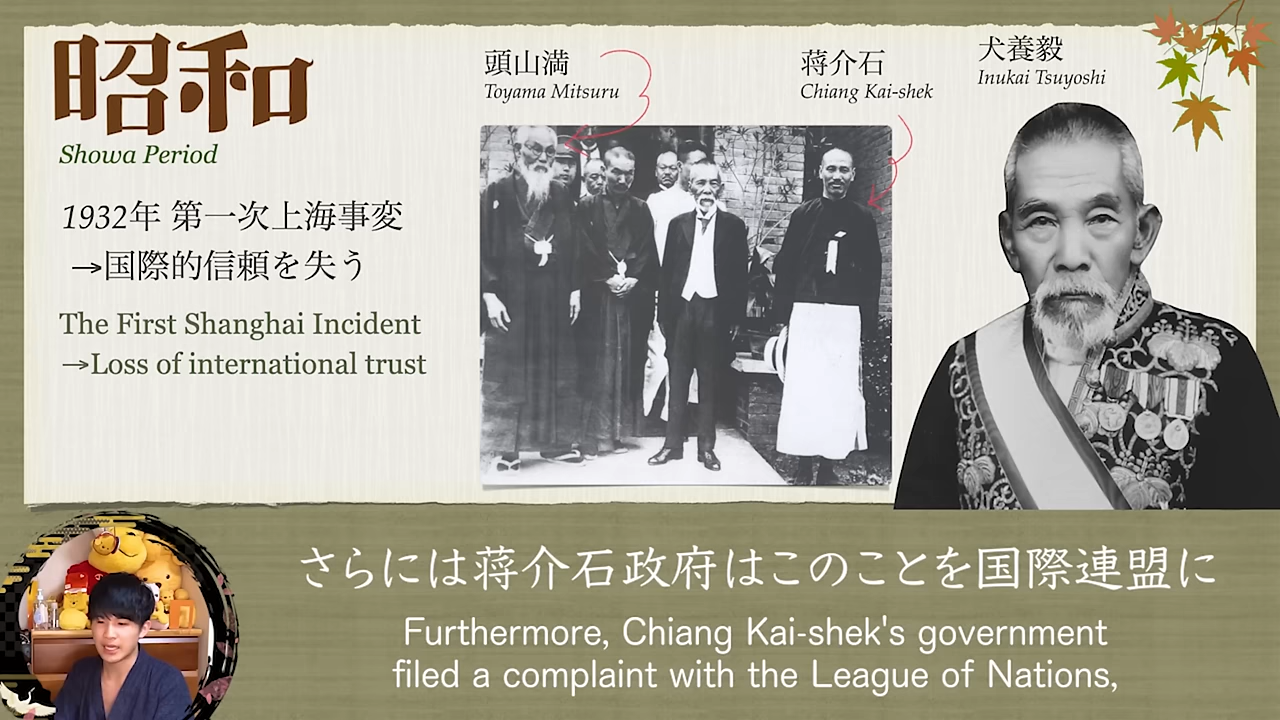 昭和
Showa Period
1932年 第一次上海事変
→国際的信頼を失う
The First Shanghai Incident
→Loss of international trust
頭山満
Toyama Mitsuru
蒋介石
Chiang Kai-shek
犬養毅
Inukai Tsuyoshi
さらには蒋介石政府はこのことを国際連盟に
Furthermore, Chiang Kai-shek's government
filed a complaint with the League of Nations,